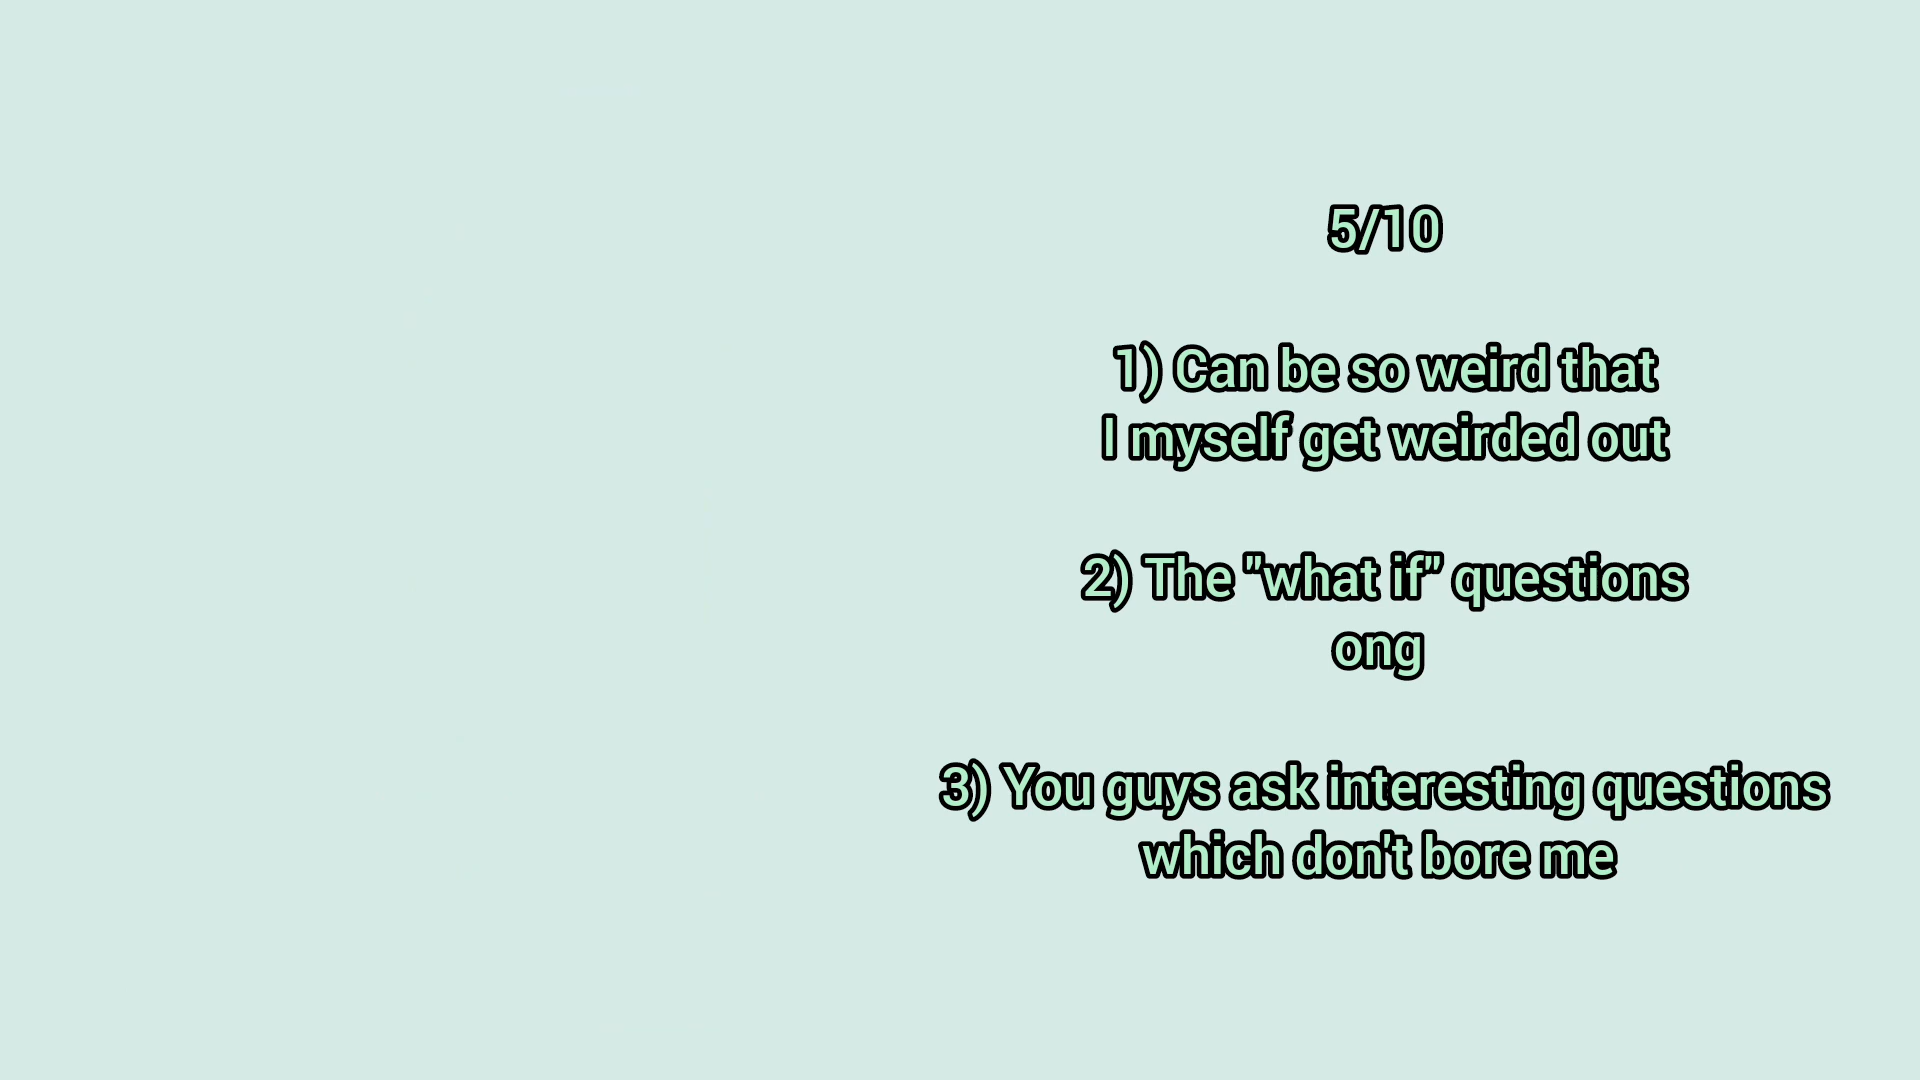 5/10
1) Can be so weird that
I myself get weirded out
2) The "what if" questions
ong
3) You guys ask interesting questions
which don't bore me